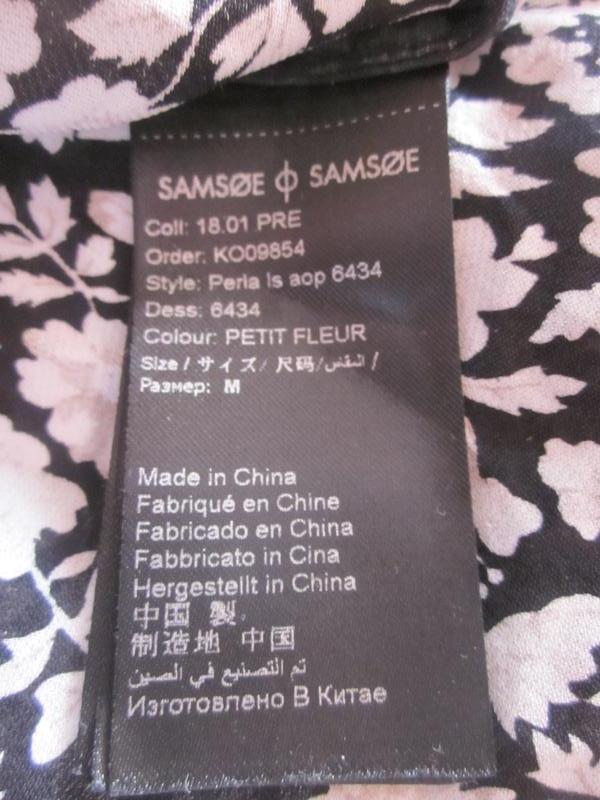 SAMSØE ϕ SAMSØE
Coll: 18.01 PRE
Order: KO09854
Style: Perla ls aop 6434
Dess: 6434
Colour: PETIT FLEUR
Size / サイズ / 尺码 / المقاس /
Размер: M
Made in China
Fabriqué en Chine
Fabricado en China
Fabbricato in Cina
Hergestellt in China
中国 製.
制造地 中国
تم التصنيع في الصين
Изготовлено В Китае